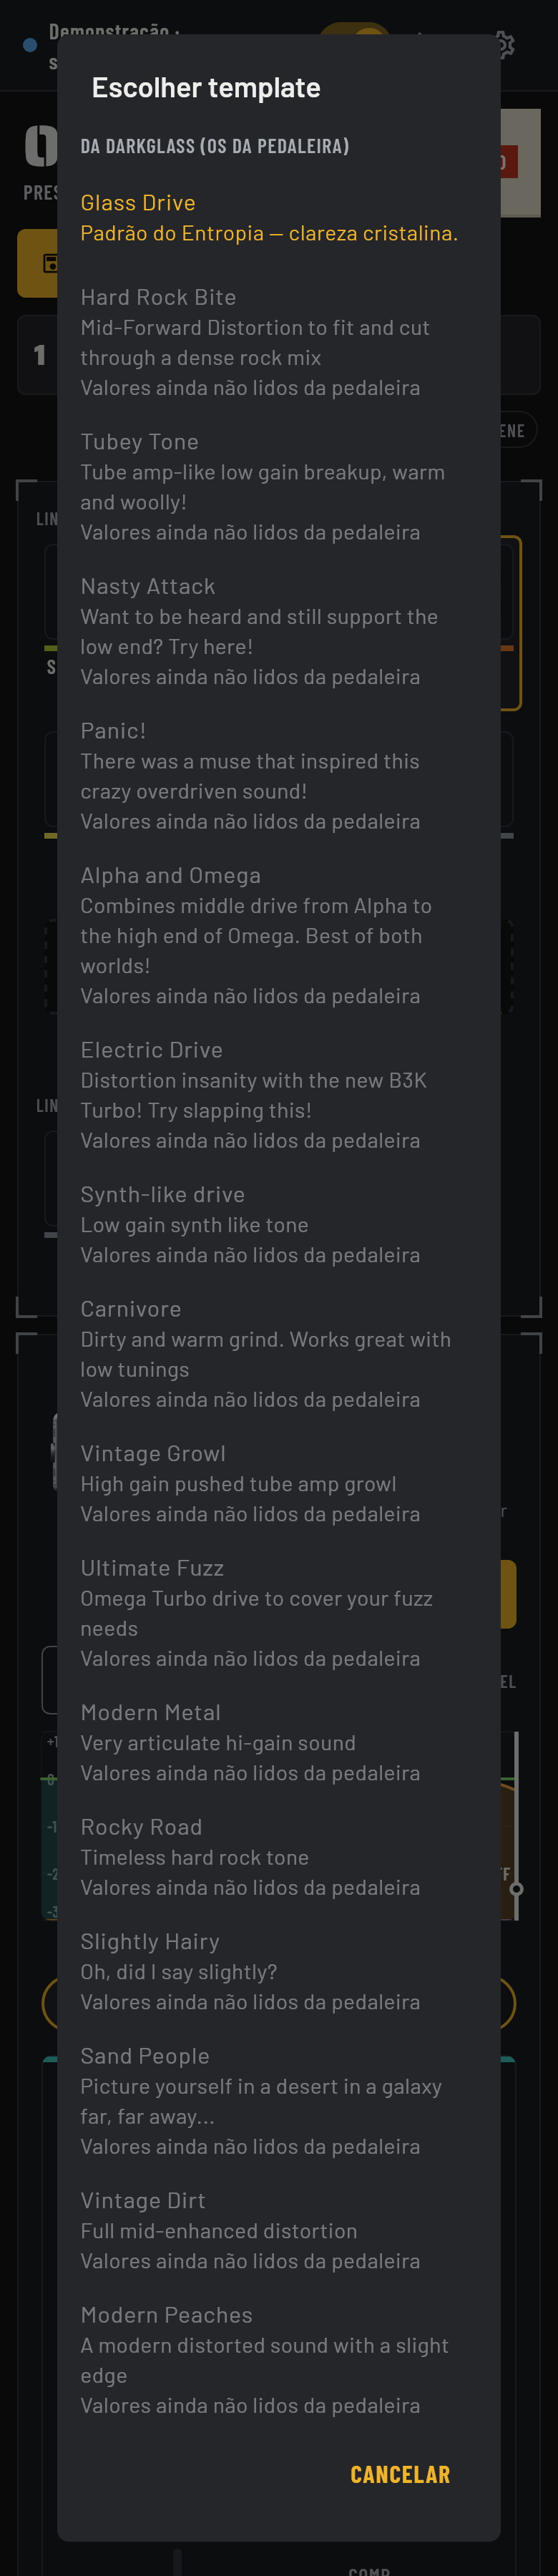 Demonstração ·
s
Escolher template
DA DARKGLASS (OS DA PEDALEIRA)
PRES
Glass Drive
Padrão do Entropia — clareza cristalina.
Hard Rock Bite
Mid-Forward Distortion to fit and cut
through a dense rock mix
1
Valores ainda não lidos da pedaleira
ENE
Tubey Tone
Tube amp-like low gain breakup, warm
and woolly!
LIN
Valores ainda não lidos da pedaleira
Nasty Attack
Want to be heard and still support the
low end? Try here!
S
Valores ainda não lidos da pedaleira
Panic!
There was a muse that inspired this
crazy overdriven sound!
Valores ainda não lidos da pedaleira
Alpha and Omega
Combines middle drive from Alpha to
the high end of Omega. Best of both
worlds!
Valores ainda não lidos da pedaleira
Electric Drive
Distortion insanity with the new B3K
Turbo! Try slapping this!
LIN
Valores ainda não lidos da pedaleira
Synth-like drive
Low gain synth like tone
Valores ainda não lidos da pedaleira
Carnivore
Dirty and warm grind. Works great with
low tunings
Valores ainda não lidos da pedaleira
Vintage Growl
High gain pushed tube amp growl
Valores ainda não lidos da pedaleira
r
Ultimate Fuzz
Omega Turbo drive to cover your fuzz
needs
Valores ainda não lidos da pedaleira
EL
Modern Metal
Very articulate hi-gain sound
+1
Valores ainda não lidos da pedaleira
0
Rocky Road
-1
Timeless hard rock tone
-2
FF
Valores ainda não lidos da pedaleira
-3
Slightly Hairy
Oh, did I say slightly?
Valores ainda não lidos da pedaleira
Sand People
Picture yourself in a desert in a galaxy
far, far away...
Valores ainda não lidos da pedaleira
Vintage Dirt
Full mid-enhanced distortion
Valores ainda não lidos da pedaleira
Modern Peaches
A modern distorted sound with a slight
edge
Valores ainda não lidos da pedaleira
CANCELAR
COMP